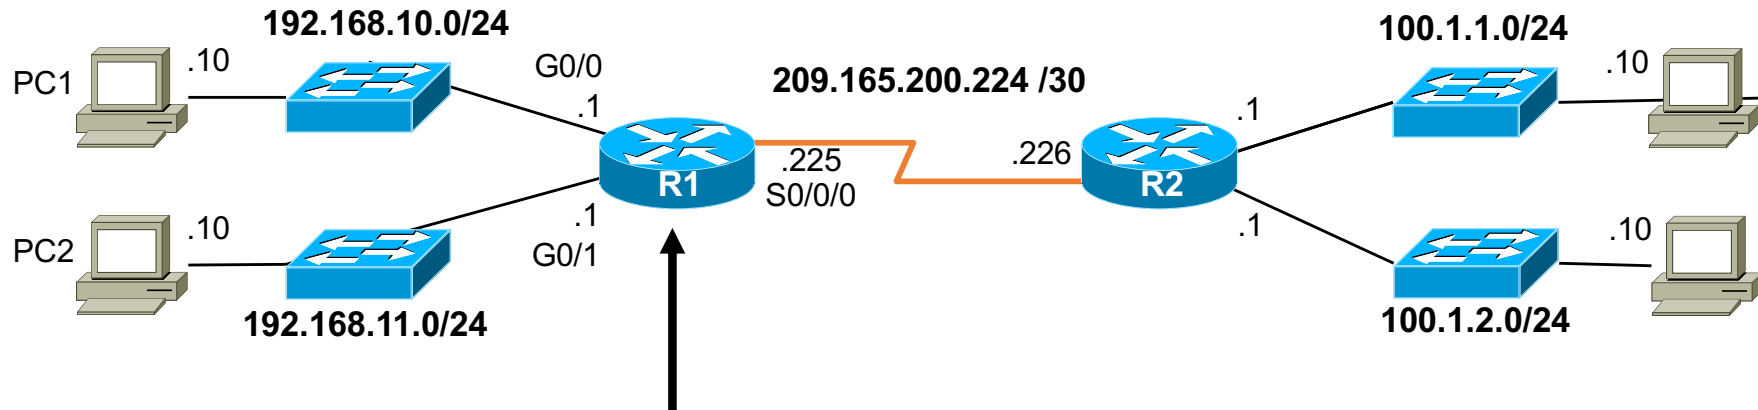 192.168.10.0/24
100.1.1.0/24
PC1
.10
G0/0
.1
209.165.200.224 /30
.1
.10
R1
.225
S0/0/0
.226
R2
PC2
.10
.1
G0/1
.1
.10
192.168.11.0/24
100.1.2.0/24